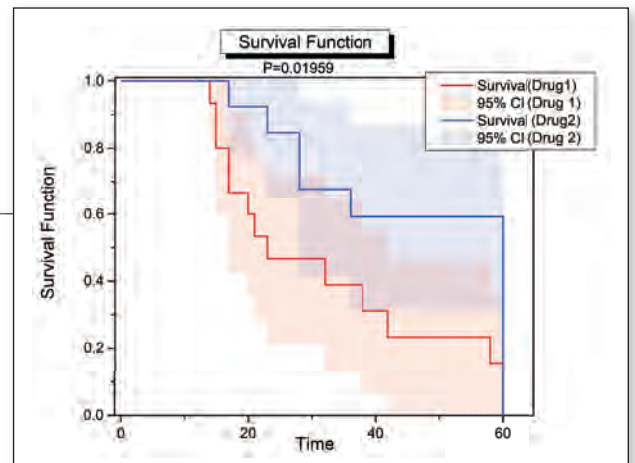 Survival Function
P=0.01959
Survival(Drug1)
95% CI (Drug 1)
Survival (Drug2)
95% CI (Drug 2)
Survival Function
1.0
0.8
0.6
0.4
0.2
0.0
0
20
40
60
Time